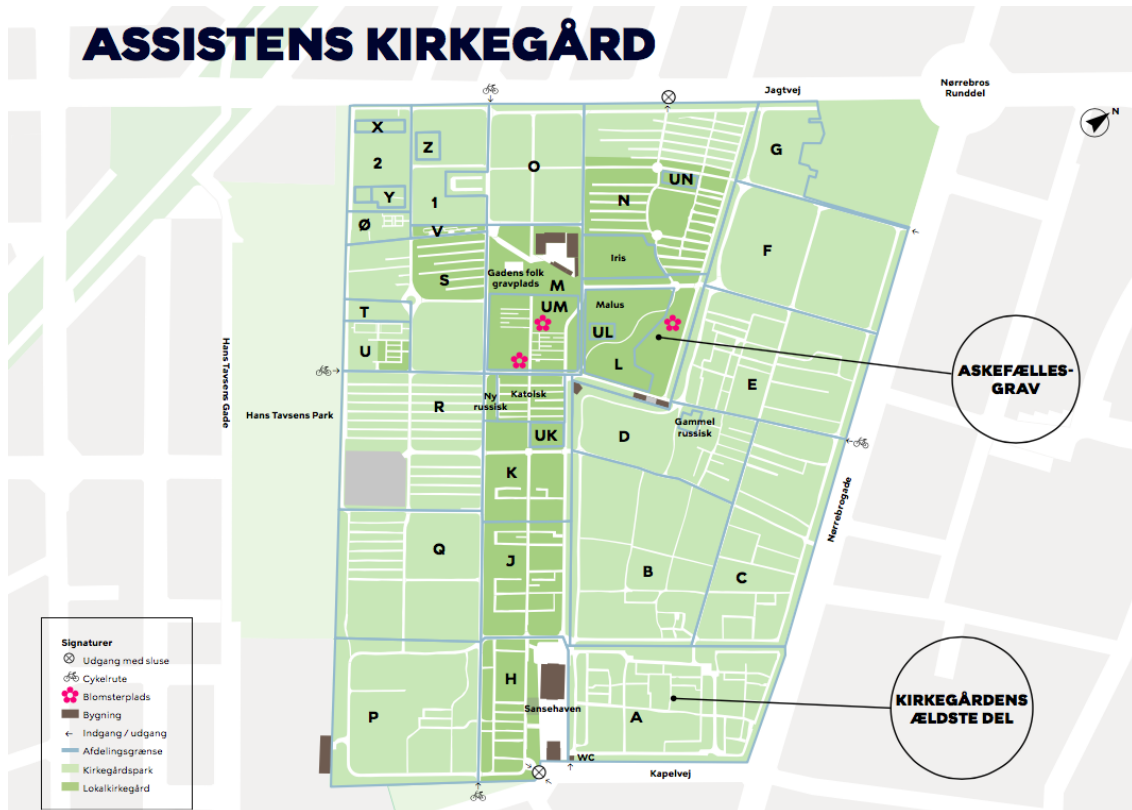 ASSISTENS KIRKEGÅRD
Nørrebros
Runddel
Jagtvej
N
X
Z
2
O
G
UN
Y
1
N
Ø
V
F
Iris
S
Gadens folk
gravplads
M
UM
Malus
T
UL
U
L
ASKEFÆLLES-
GRAV
E
Hans Tavsens Gade
Hans Tavsens Park
R
Ny
russisk
Katolsk
Gammel
russisk
UK
D
K
Nørrebrogade
Q
J
B
C
H
Sansehaven
P
A
KIRKEGÅRDENS
ÆLDSTE DEL
WC
Kapelvej
Signaturer
Udgang med sluse
Cykelrute
Blomsterplads
Bygning
Indgang / udgang
Afdelingsgrænse
Kirkegårdspark
Lokalkirkegård